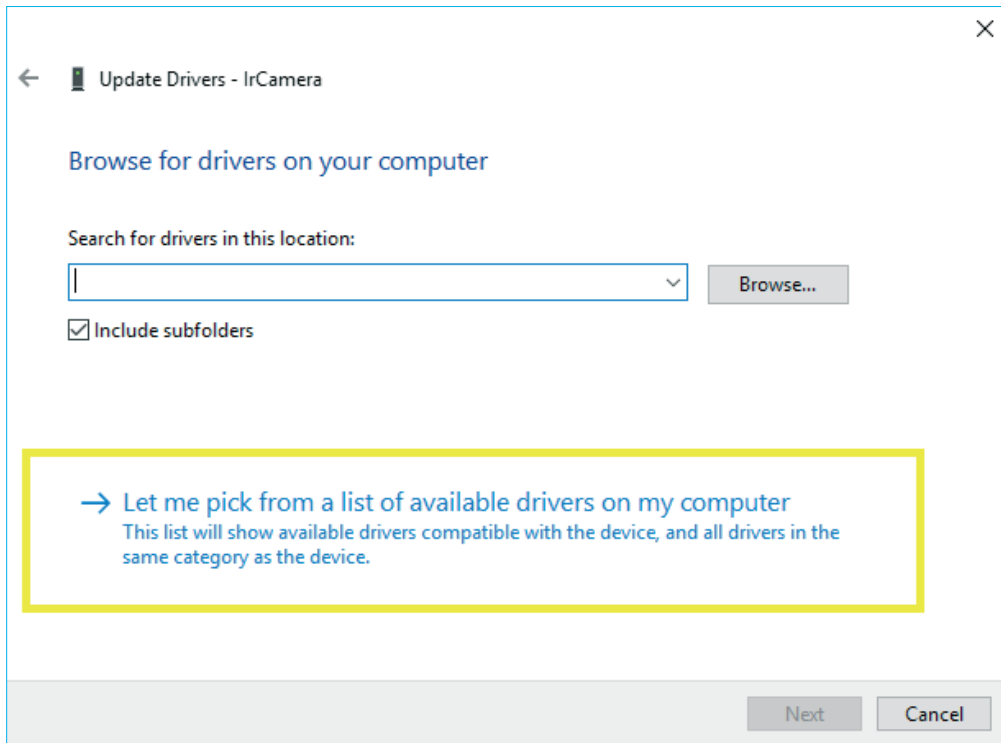 Update Drivers - IrCamera
Browse for drivers on your computer
Search for drivers in this location:
Browse...
Include subfolders
Let me pick from a list of available drivers on my computer
This list will show available drivers compatible with the device, and all drivers in the
same category as the device.
Next
Cancel